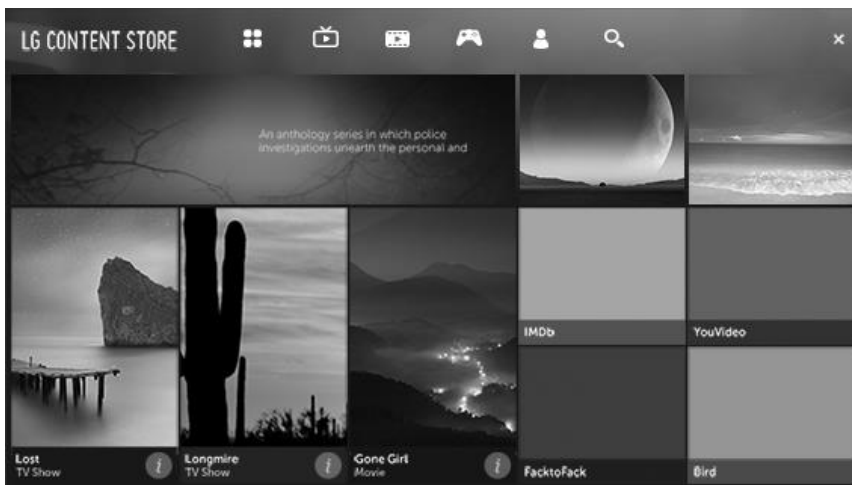 LG CONTENT STORE
An anthology series in which police
investigations unearth the personal and
IMDb
YouVideo
Lost
TV Show
Longmire
TV Show
Gone Girl
Movie
FacktoFack
Bird